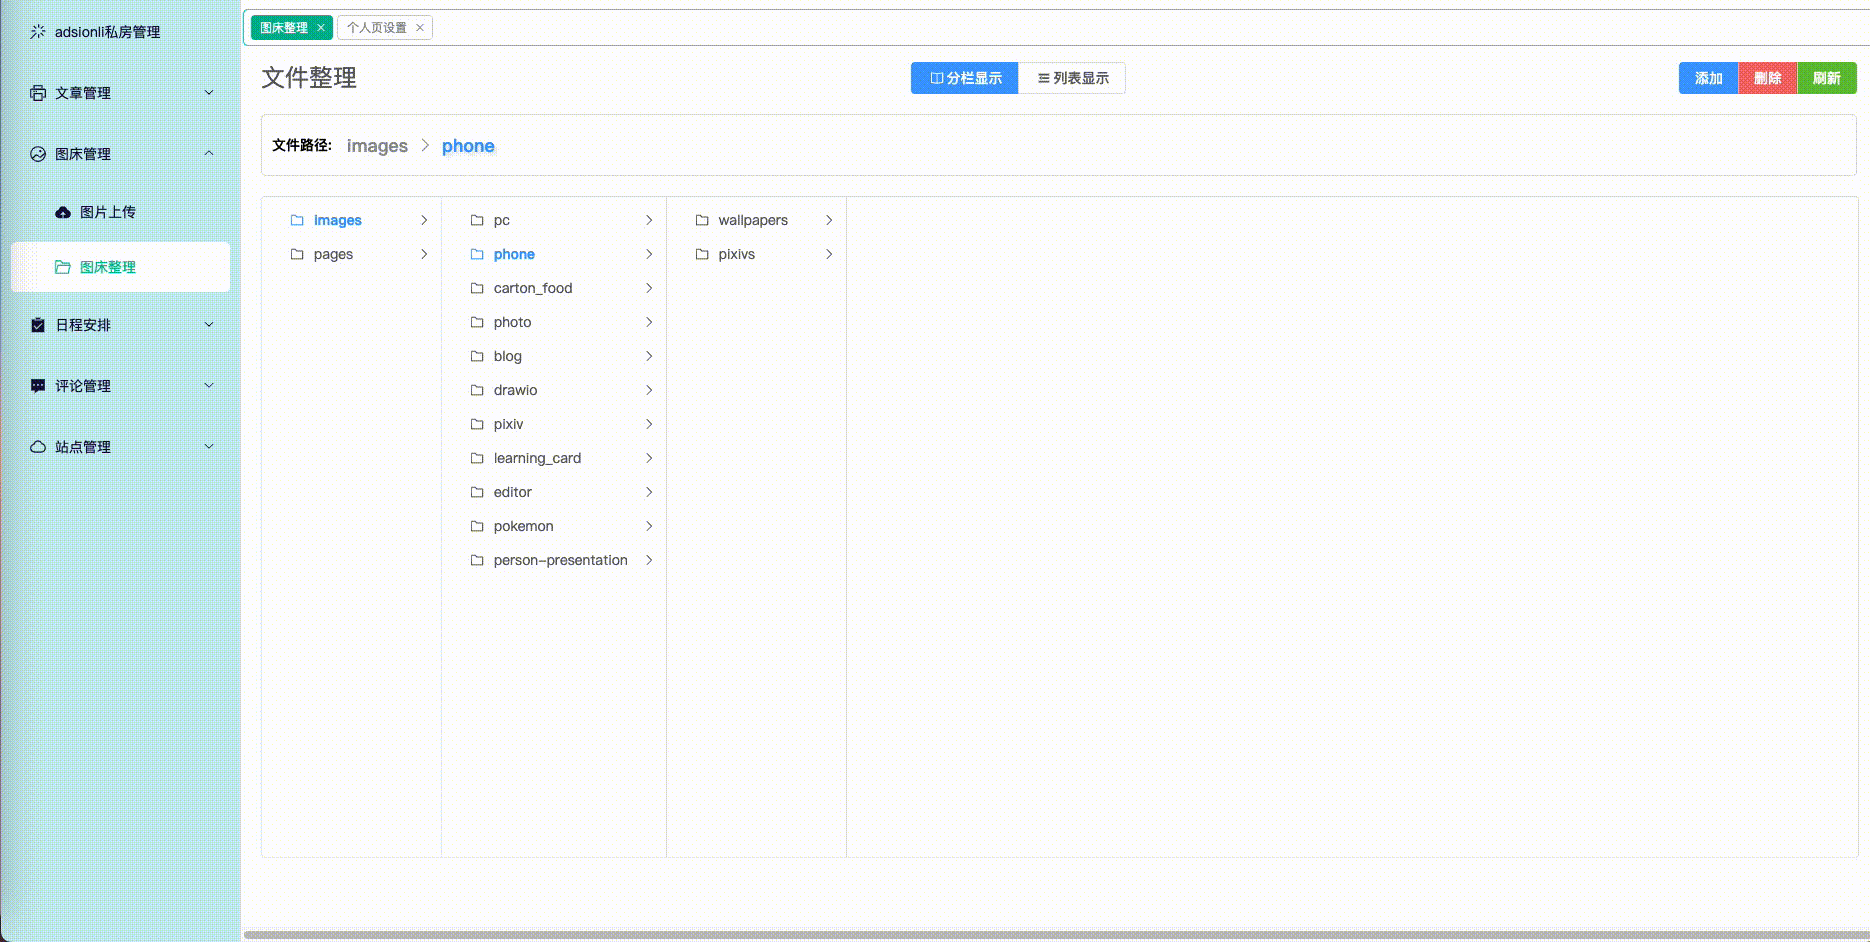 adsionli私房管理
文章管理
图床管理
图片上传
图床整理
日程安排
评论管理
站点管理
图床整理 ×
个人页设置 ×
文件整理
分栏显示
列表显示
添加
删除
刷新
文件路径: images > phone
images
pages
pc
phone
carton_food
photo
blog
drawio
pixiv
learning_card
editor
pokemon
person-presentation
wallpapers
pixivs